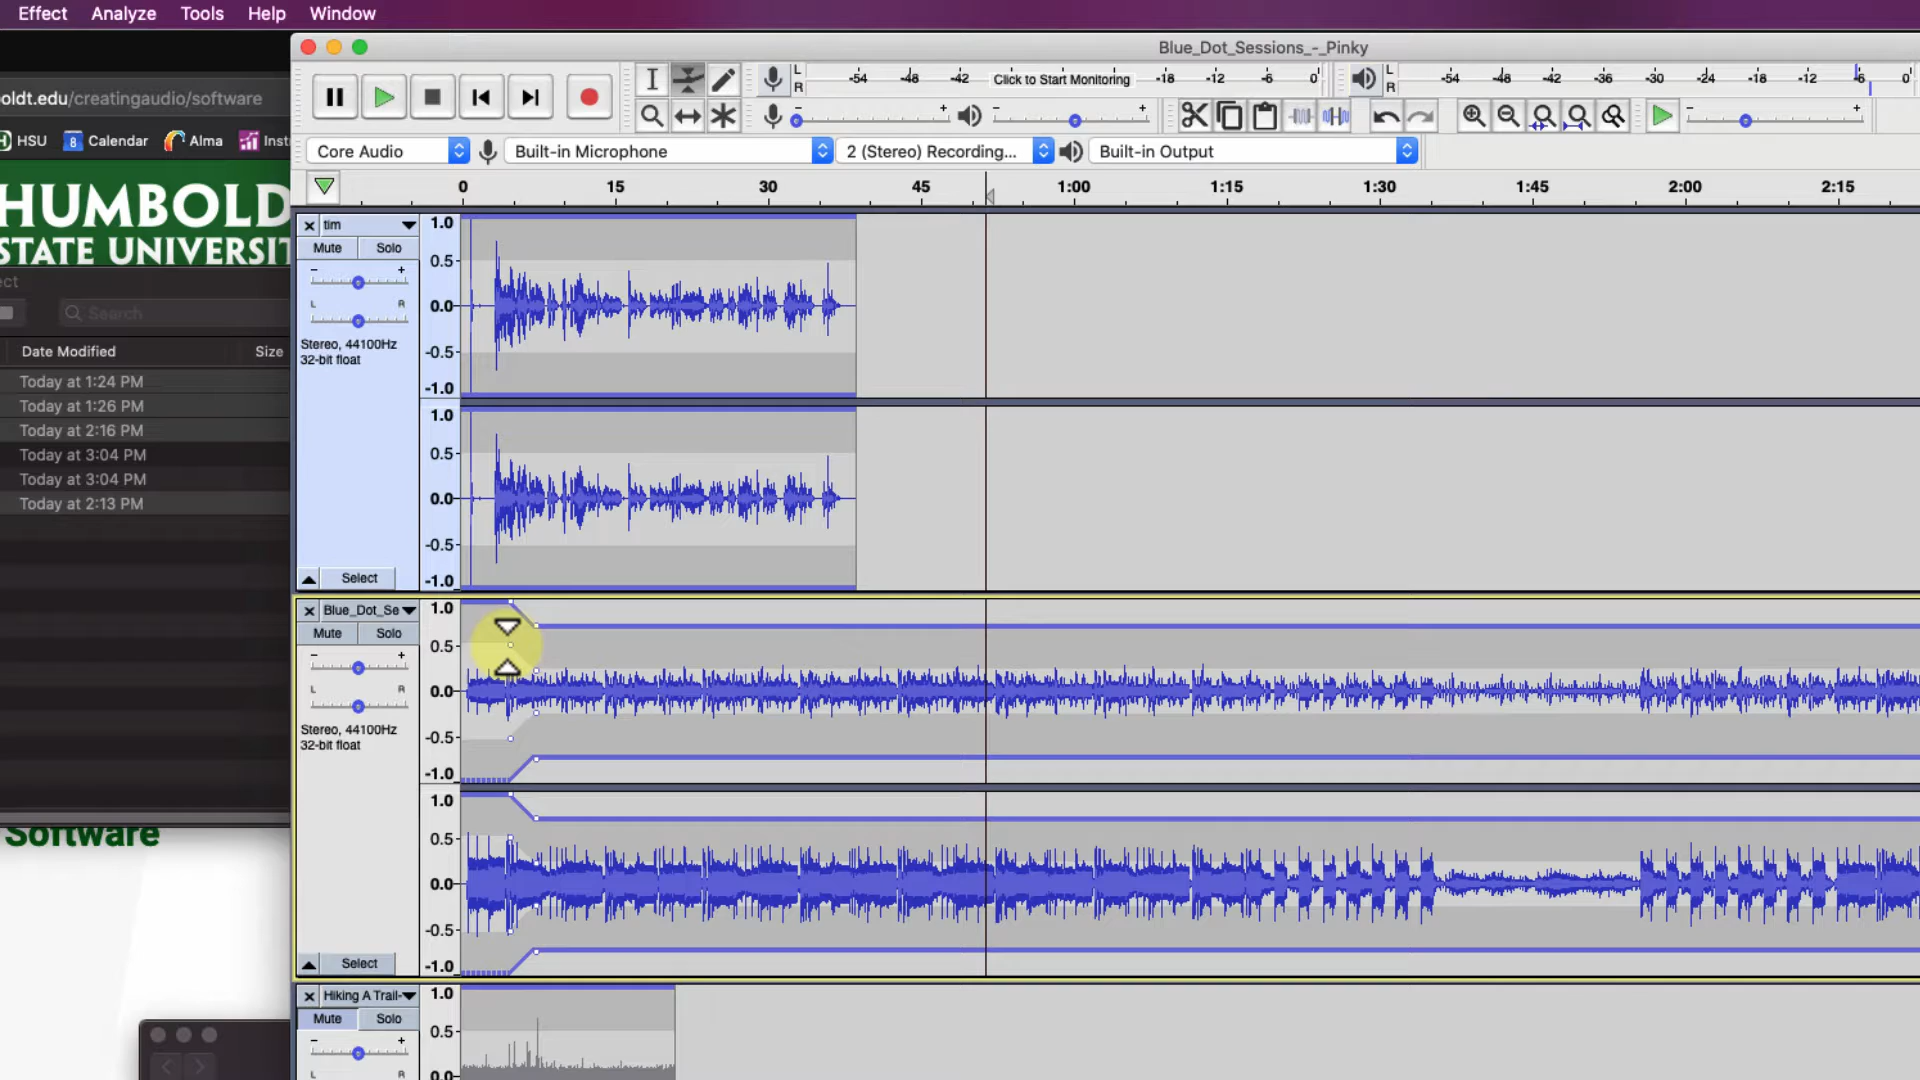 Effect Analyze Tools Help Window
Blue_Dot_Sessions_-_Pinky
L
R
-54 -48 -42 Click to Start Monitoring -18 -12 -6 0
L
R
-54 -48 -42 -36 -30 -24 -18 -12 -6 0
boldt.edu/creatingaudio/software
- +
- +
- +
HSU
8 Calendar
Alma
Inst
Core Audio
Built-in Microphone
2 (Stereo) Recording...
Built-in Output
0 15 30 45 1:00 1:15 1:30 1:45 2:00 2:15
HUMBOLD
STATE UNIVERSIT
ect
Search
Date Modified Size
Today at 1:24 PM
Today at 1:26 PM
Today at 2:16 PM
Today at 3:04 PM
Today at 3:04 PM
Today at 2:13 PM
Software
tim
Mute Solo
- +
L R
Stereo, 44100Hz
32-bit float
Select
1.0
0.5
0.0
-0.5
-1.0
1.0
0.5
0.0
-0.5
-1.0
Blue_Dot_Se
Mute Solo
- +
L R
Stereo, 44100Hz
32-bit float
Select
1.0
0.5
0.0
-0.5
-1.0
1.0
0.5
0.0
-0.5
-1.0
Hiking A Trail-
Mute Solo
- +
L R
1.0
0.5
0.0